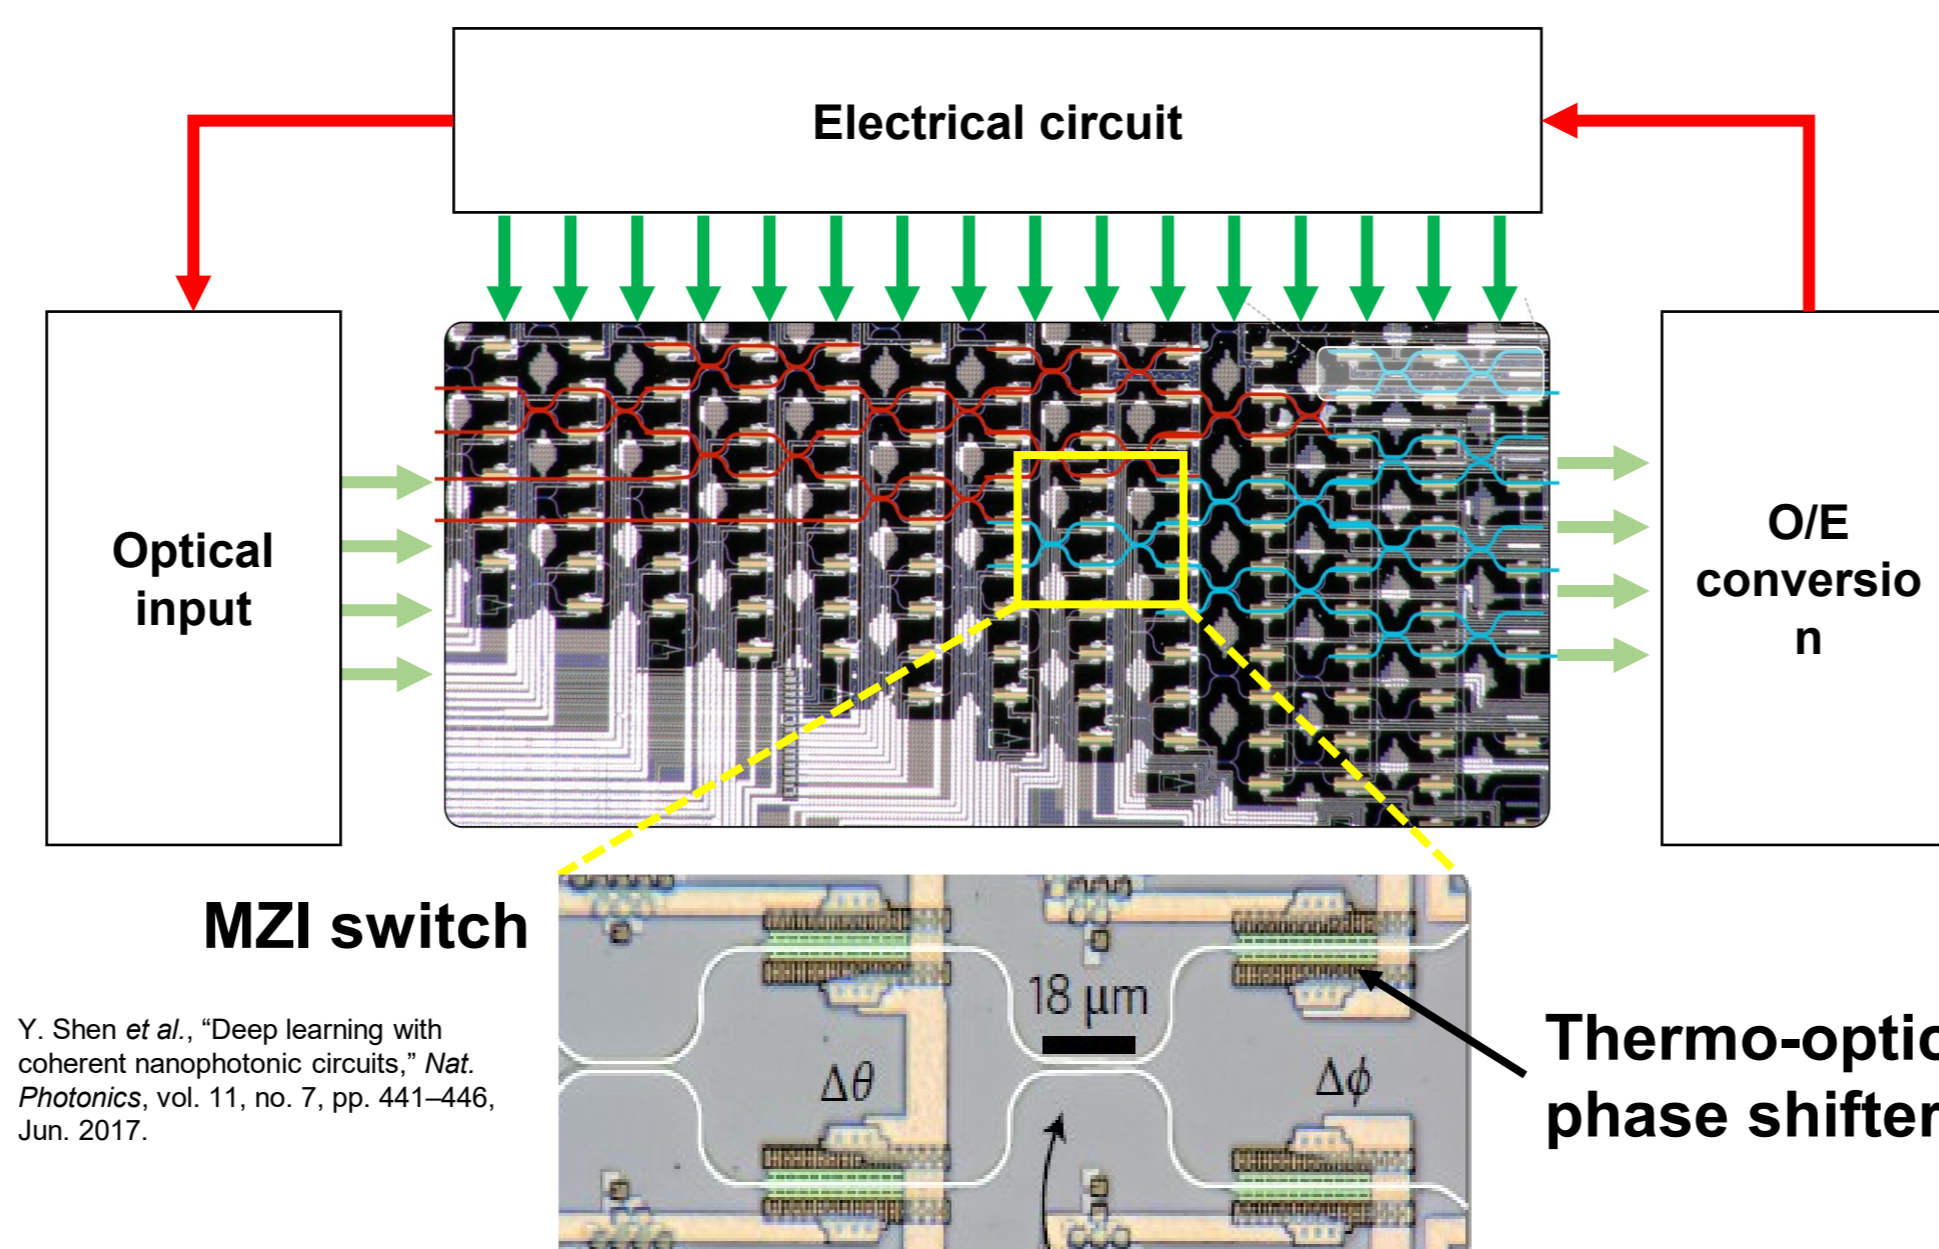 Electrical circuit
Optical
input
O/E
conversio
n
MZI switch
18 μm
Δθ
Δϕ
Thermo-optic
phase shifter
Y. Shen et al., “Deep learning with
coherent nanophotonic circuits,” Nat.
Photonics, vol. 11, no. 7, pp. 441–446,
Jun. 2017.